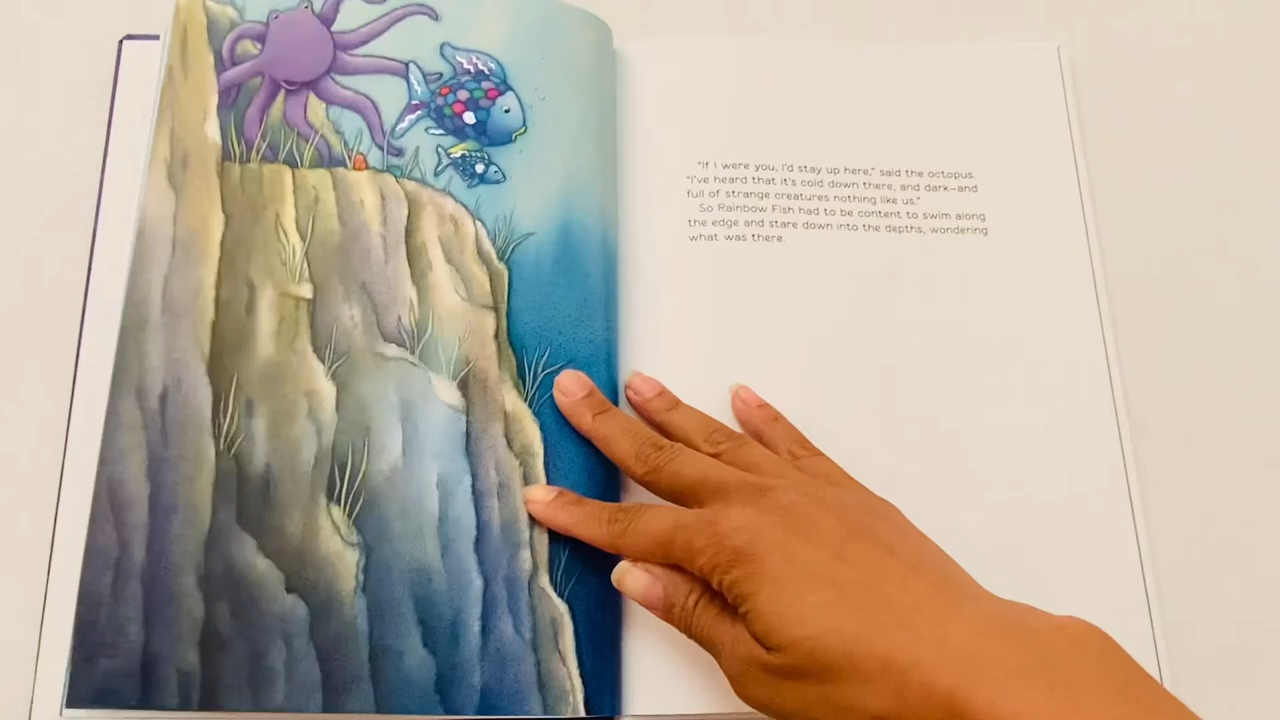 "If I were you, I'd stay up here," said the octopus.
"I've heard that it's cold down there, and dark—and
full of strange creatures nothing like us."
So Rainbow Fish had to be content to swim along
the edge and stare down into the depths, wondering
what was there.